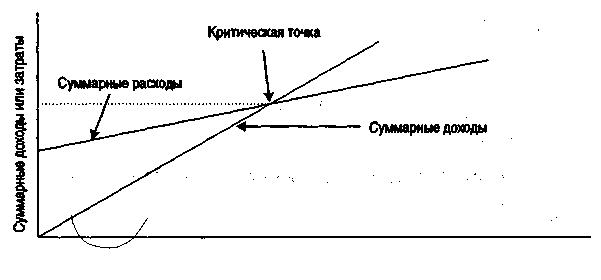 Критическая точка
Суммарные расходы
Суммарные доходы
Суммарные доходы или затраты